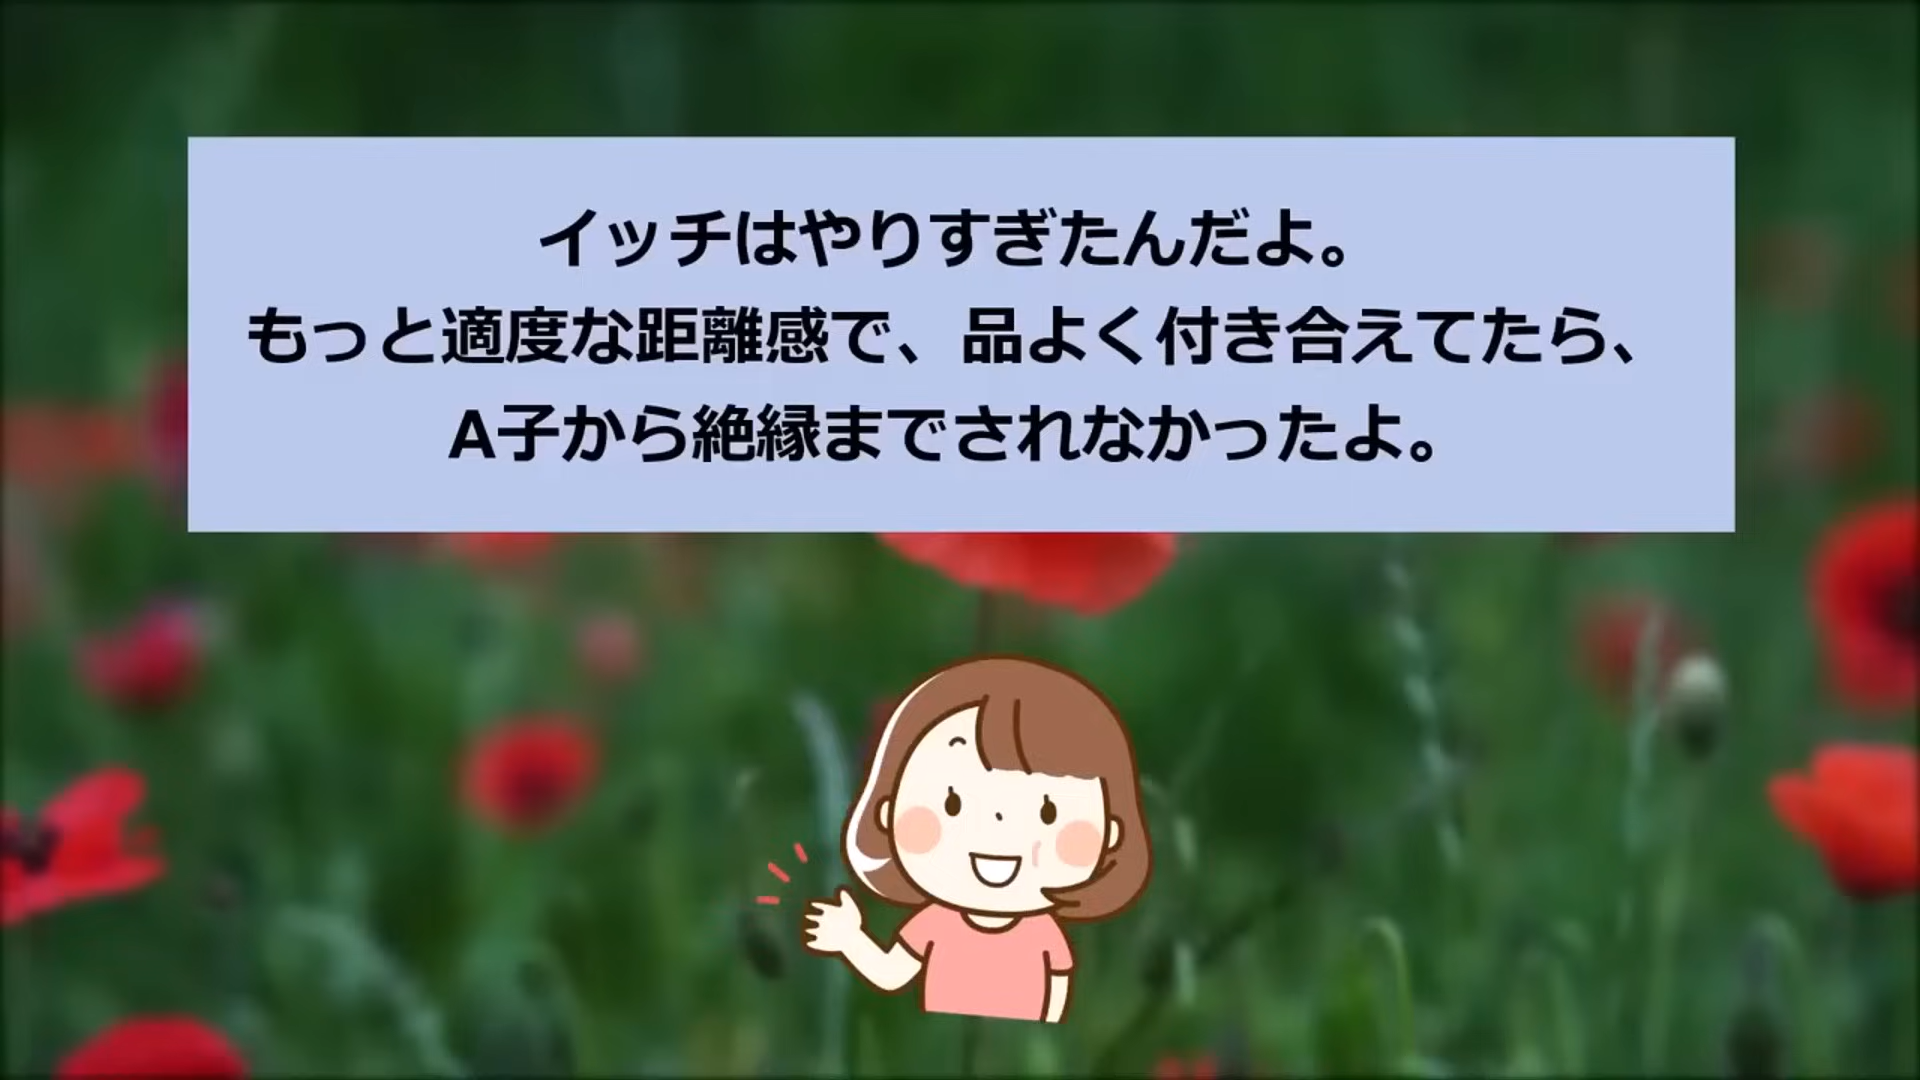 イッチはやりすぎたんだよ。
もっと適度な距離感で、品よく付き合えてたら、
A子から絶縁までされなかったよ。